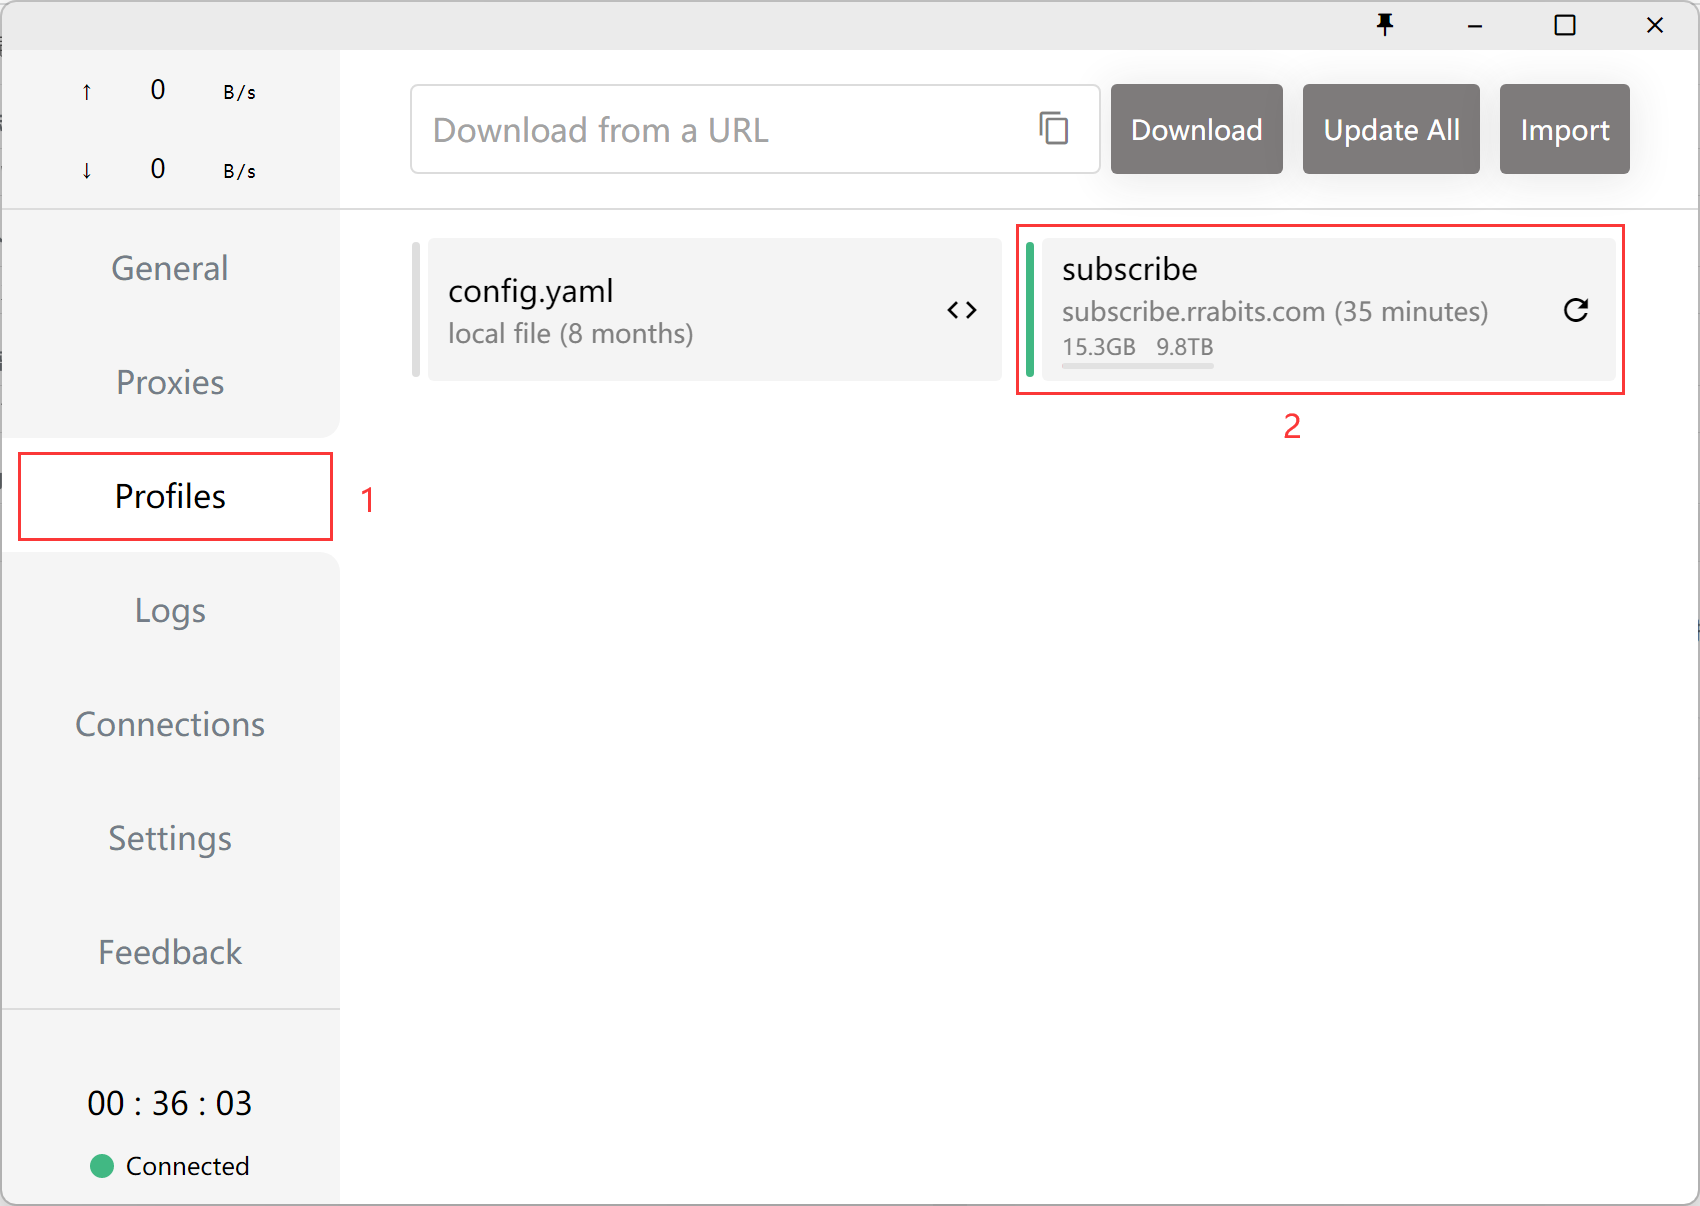 ↑ 0 B/s
↓ 0 B/s
Download from a URL
Download
Update All
Import
General
Proxies
Profiles
1
Logs
Connections
Settings
Feedback
00 : 36 : 03
Connected
config.yaml
local file (8 months)
subscribe
subscribe.rrabits.com (35 minutes)
15.3GB 9.8TB
2